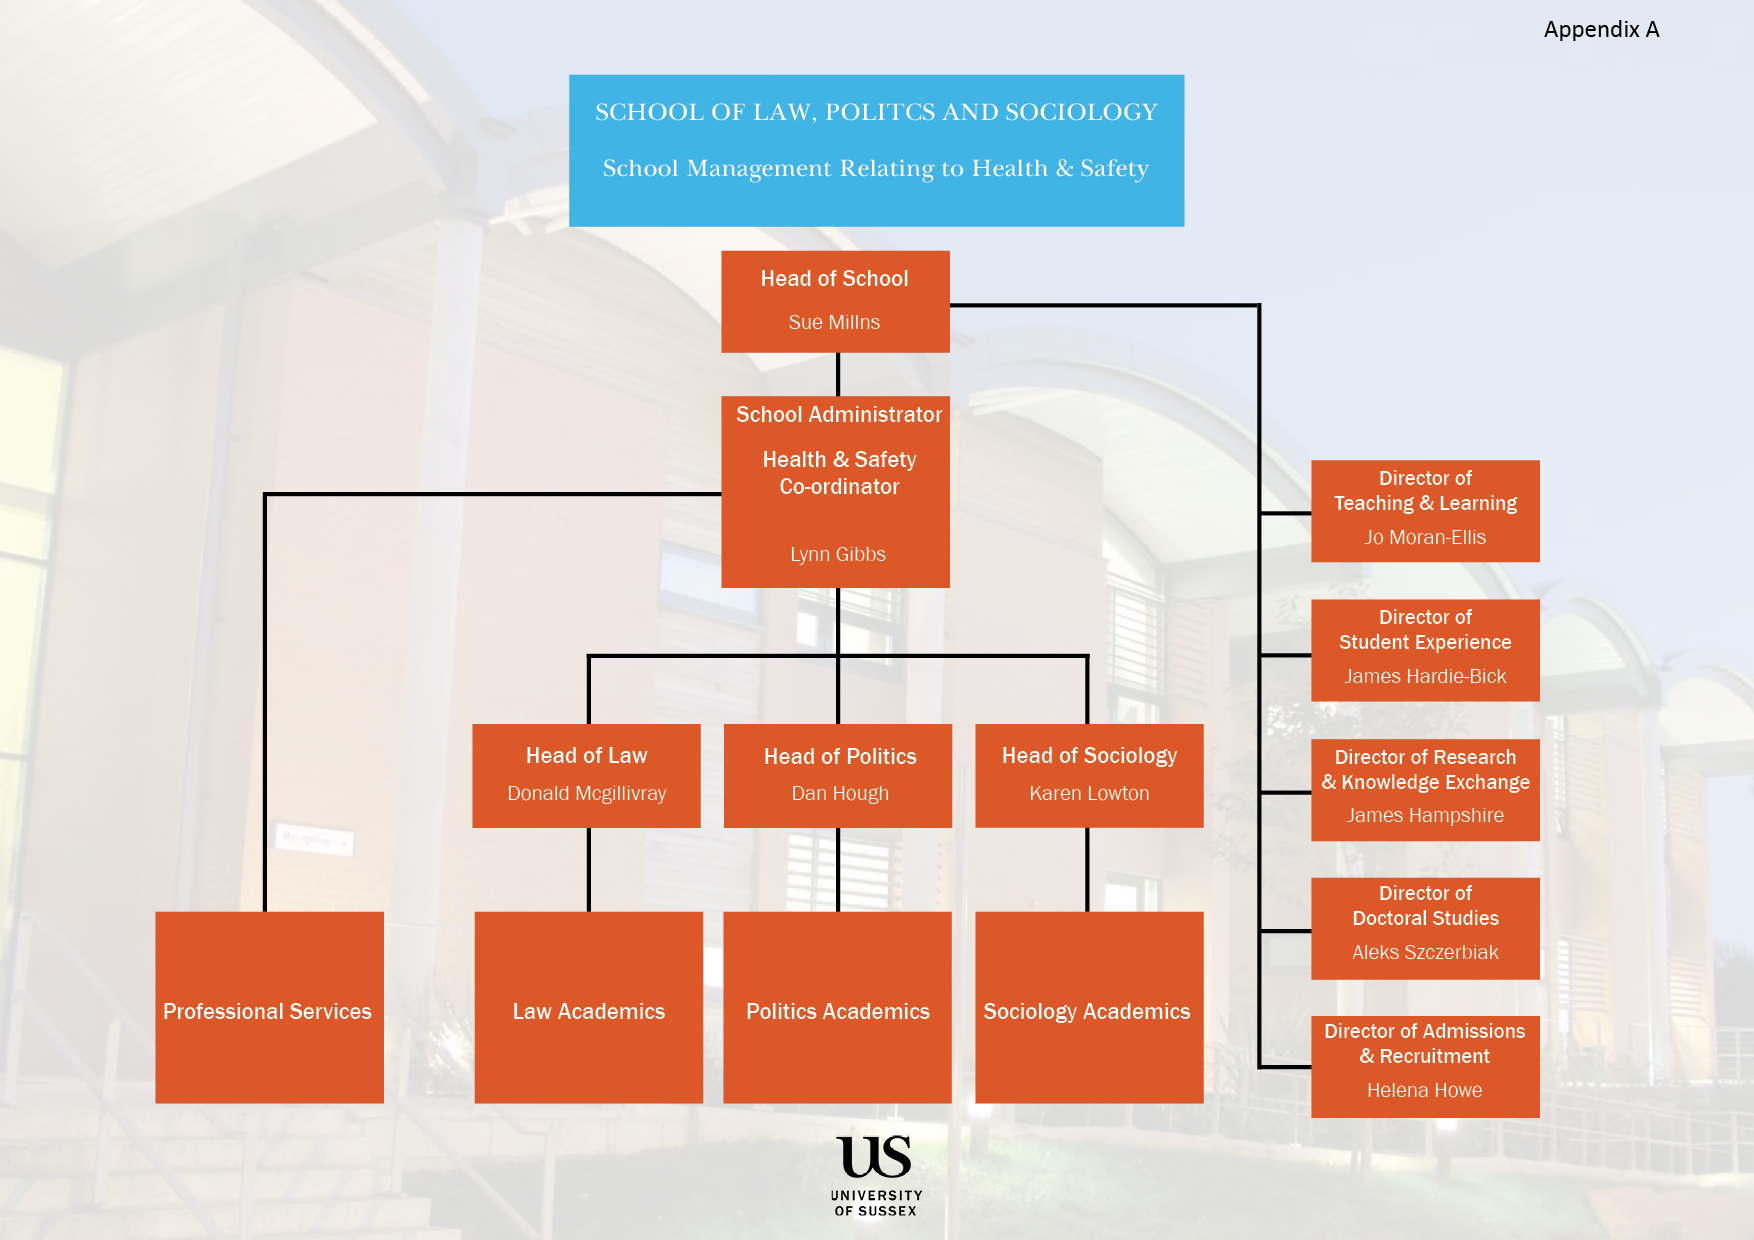 Appendix A
SCHOOL OF LAW, POLITCS AND SOCIOLOGY
School Management Relating to Health & Safety
Head of School
Sue Millns
School Administrator
Health & Safety
Co-ordinator
Lynn Gibbs
Director of
Teaching & Learning
Jo Moran-Ellis
Director of
Student Experience
James Hardie-Bick
Head of Law
Donald Mcgillivray
Head of Politics
Dan Hough
Head of Sociology
Karen Lowton
Director of Research
& Knowledge Exchange
James Hampshire
Reception
Director of
Doctoral Studies
Aleks Szczerbiak
Professional Services
Law Academics
Politics Academics
Sociology Academics
Director of Admissions
& Recruitment
Helena Howe
US
UNIVERSITY
OF SUSSEX